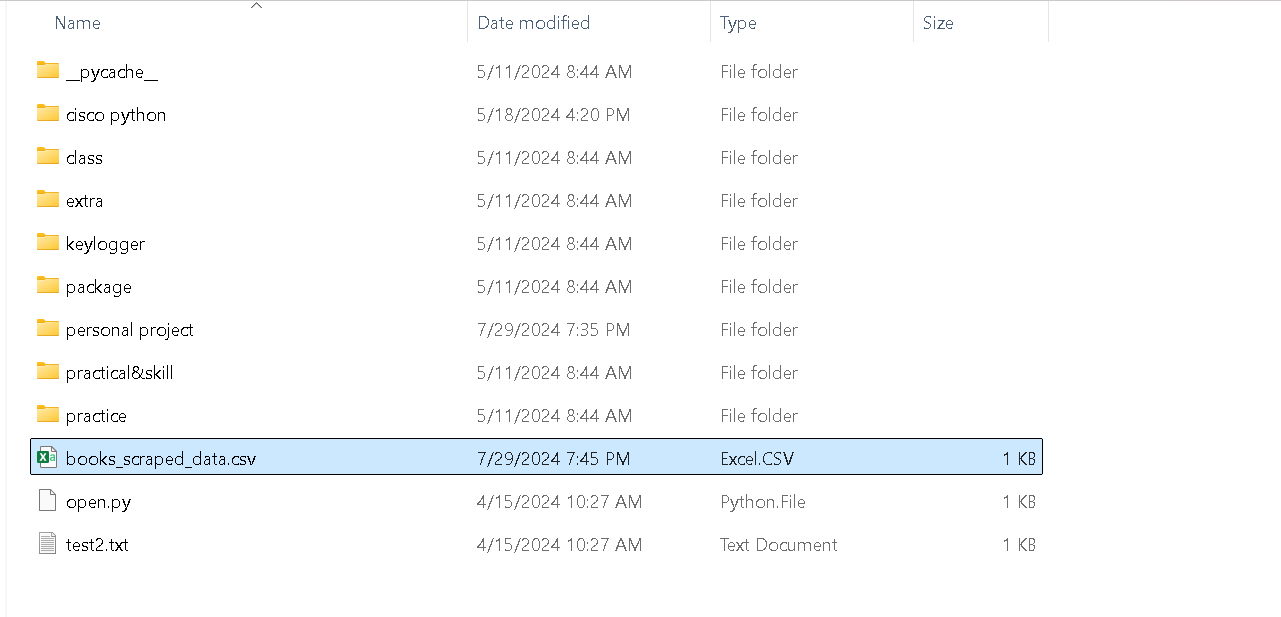 Name Date modified Type Size
__pycache__ 5/11/2024 8:44 AM File folder
cisco python 5/18/2024 4:20 PM File folder
class 5/11/2024 8:44 AM File folder
extra 5/11/2024 8:44 AM File folder
keylogger 5/11/2024 8:44 AM File folder
package 5/11/2024 8:44 AM File folder
personal project 7/29/2024 7:35 PM File folder
practical&skill 5/11/2024 8:44 AM File folder
practice 5/11/2024 8:44 AM File folder
books_scraped_data.csv 7/29/2024 7:45 PM Excel.CSV 1 KB
open.py 4/15/2024 10:27 AM Python.File 1 KB
test2.txt 4/15/2024 10:27 AM Text Document 1 KB